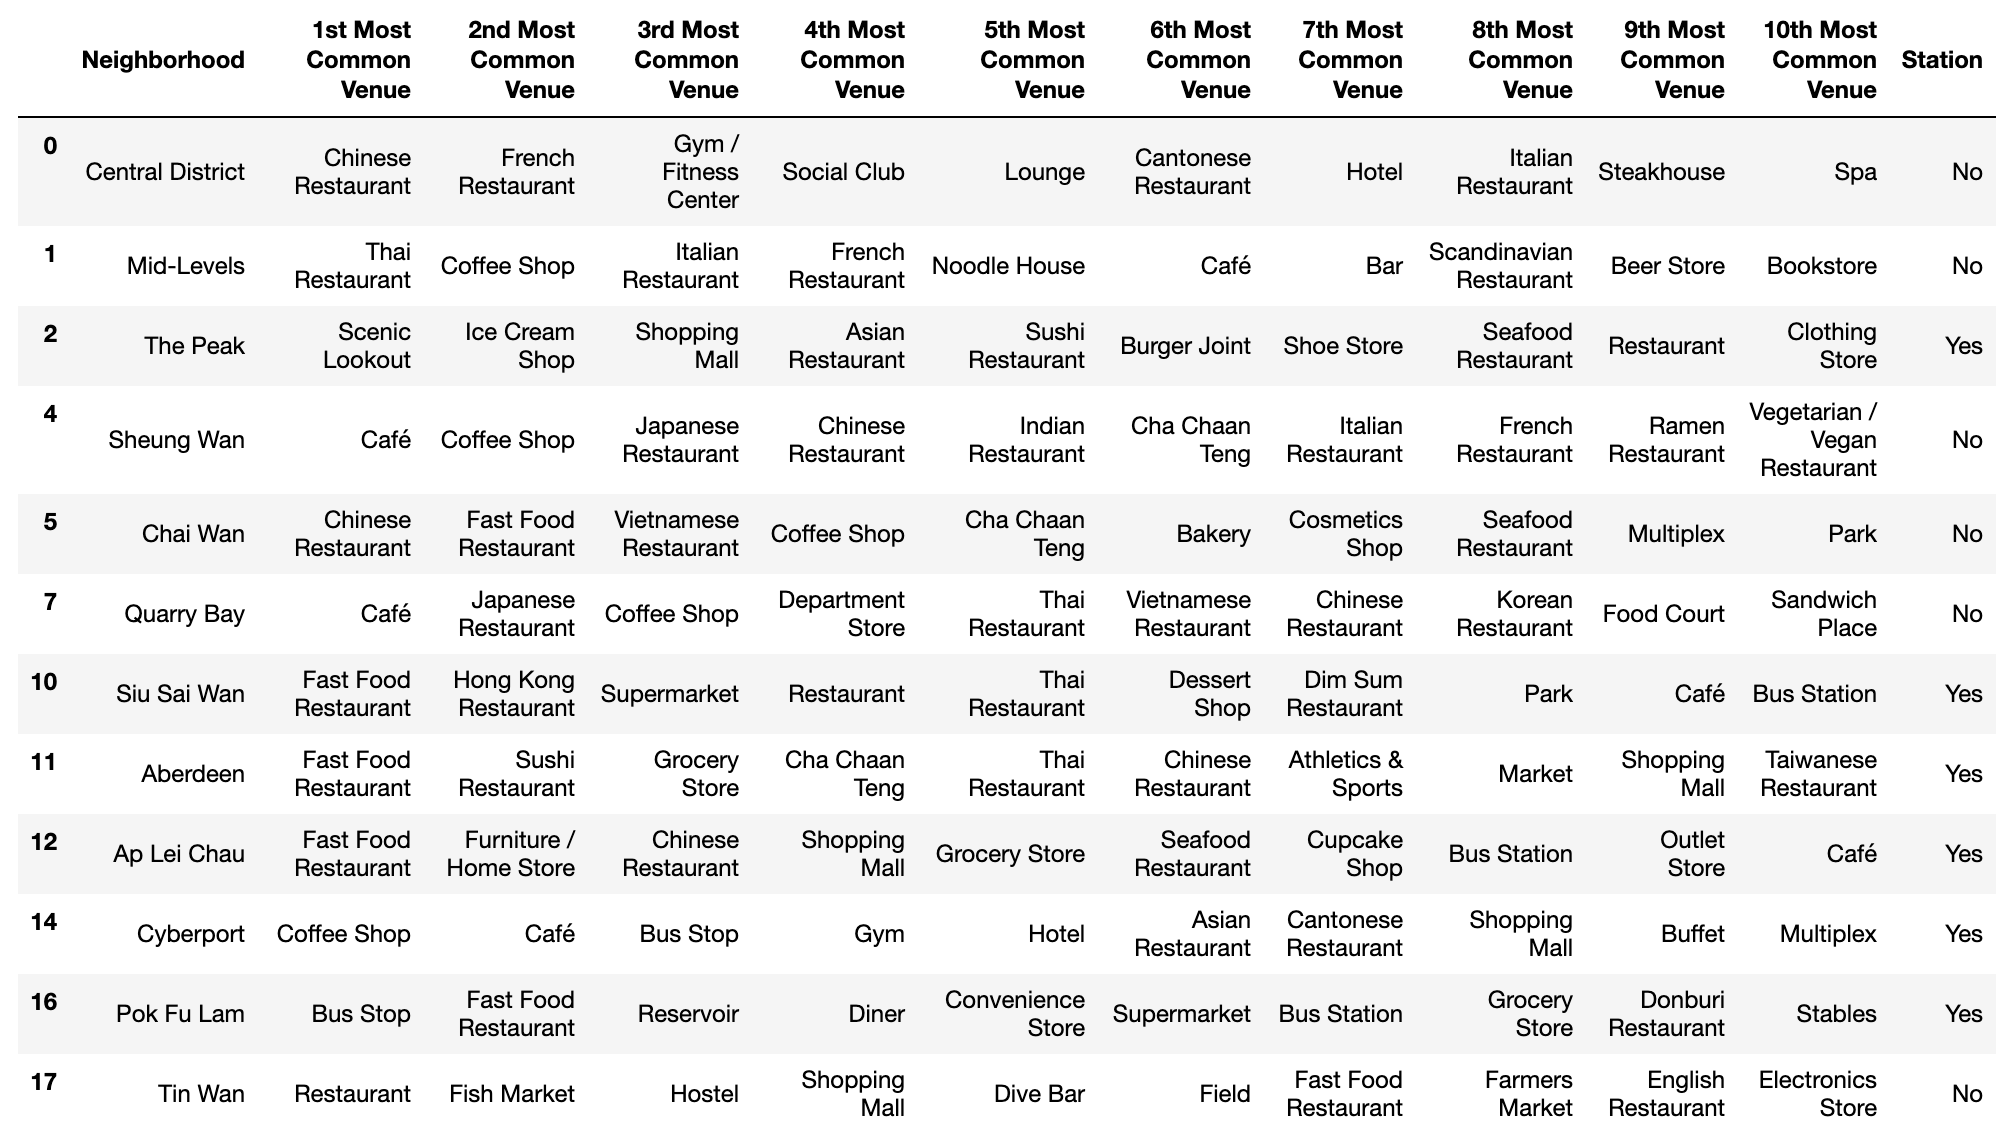 Neighborhood 1st Most Common Venue 2nd Most Common Venue 3rd Most Common Venue 4th Most Common Venue 5th Most Common Venue 6th Most Common Venue 7th Most Common Venue 8th Most Common Venue 9th Most Common Venue 10th Most Common Venue Station
0 Central District Chinese Restaurant French Restaurant Gym / Fitness Center Social Club Lounge Cantonese Restaurant Hotel Italian Restaurant Steakhouse Spa No
1 Mid-Levels Thai Restaurant Coffee Shop Italian Restaurant French Restaurant Noodle House Café Bar Scandinavian Restaurant Beer Store Bookstore No
2 The Peak Scenic Lookout Ice Cream Shop Shopping Mall Asian Restaurant Sushi Restaurant Burger Joint Shoe Store Seafood Restaurant Restaurant Clothing Store Yes
4 Sheung Wan Café Coffee Shop Japanese Restaurant Chinese Restaurant Indian Restaurant Cha Chaan Teng Italian Restaurant French Restaurant Ramen Restaurant Vegetarian / Vegan Restaurant No
5 Chai Wan Chinese Restaurant Fast Food Restaurant Vietnamese Restaurant Coffee Shop Cha Chaan Teng Bakery Cosmetics Shop Seafood Restaurant Multiplex Park No
7 Quarry Bay Café Japanese Restaurant Coffee Shop Department Store Thai Restaurant Vietnamese Restaurant Chinese Restaurant Korean Restaurant Food Court Sandwich Place No
10 Siu Sai Wan Fast Food Restaurant Hong Kong Restaurant Supermarket Restaurant Thai Restaurant Dessert Shop Dim Sum Restaurant Park Café Bus Station Yes
11 Aberdeen Fast Food Restaurant Sushi Restaurant Grocery Store Cha Chaan Teng Thai Restaurant Chinese Restaurant Athletics & Sports Market Shopping Mall Taiwanese Restaurant Yes
12 Ap Lei Chau Fast Food Restaurant Furniture / Home Store Chinese Restaurant Shopping Mall Grocery Store Seafood Restaurant Cupcake Shop Bus Station Outlet Store Café Yes
14 Cyberport Coffee Shop Café Bus Stop Gym Hotel Asian Restaurant Cantonese Restaurant Shopping Mall Buffet Multiplex Yes
16 Pok Fu Lam Bus Stop Fast Food Restaurant Reservoir Diner Convenience Store Supermarket Bus Station Grocery Store Donburi Restaurant Stables Yes
17 Tin Wan Restaurant Fish Market Hostel Shopping Mall Dive Bar Field Fast Food Restaurant Farmers Market English Restaurant Electronics Store No